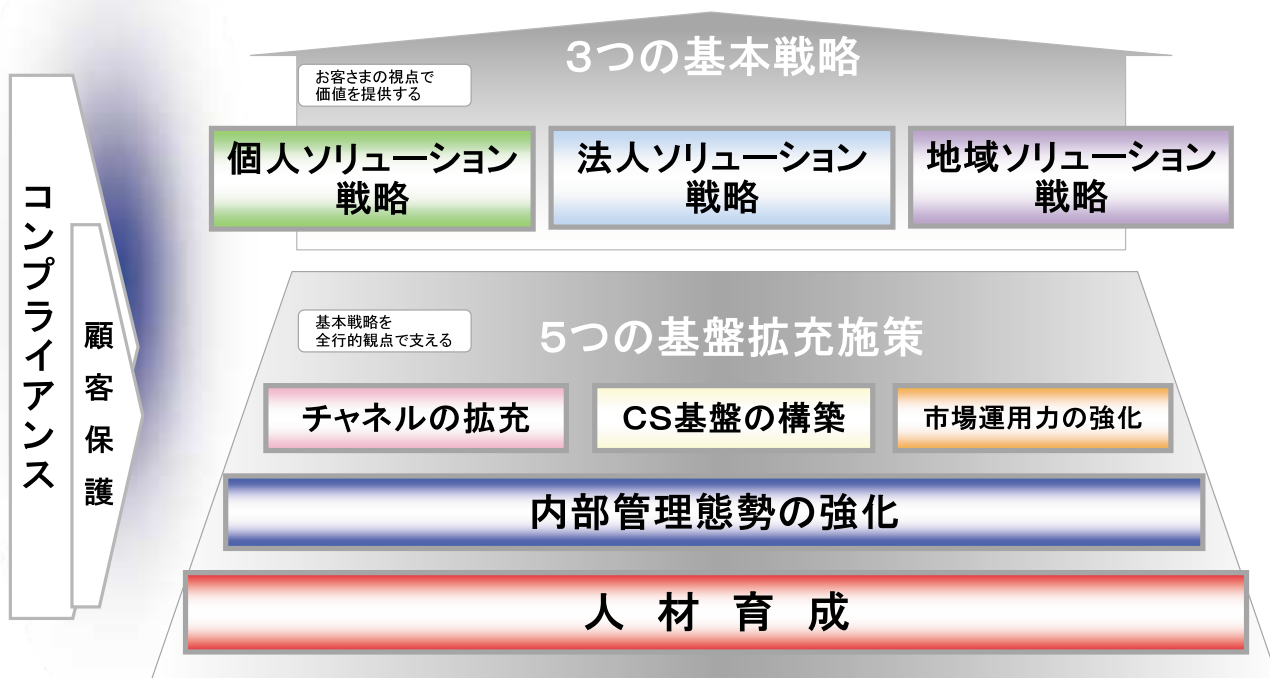 3つの基本戦略
お客さまの視点で
価値を提供する
個人ソリューション
戦略
法人ソリューション
戦略
地域ソリューション
戦略
コンプライアンス
顧客保護
基本戦略を
全行的観点で支える
5つの基盤拡充施策
チャネルの拡充
CS基盤の構築
市場運用力の強化
内部管理態勢の強化
人材育成